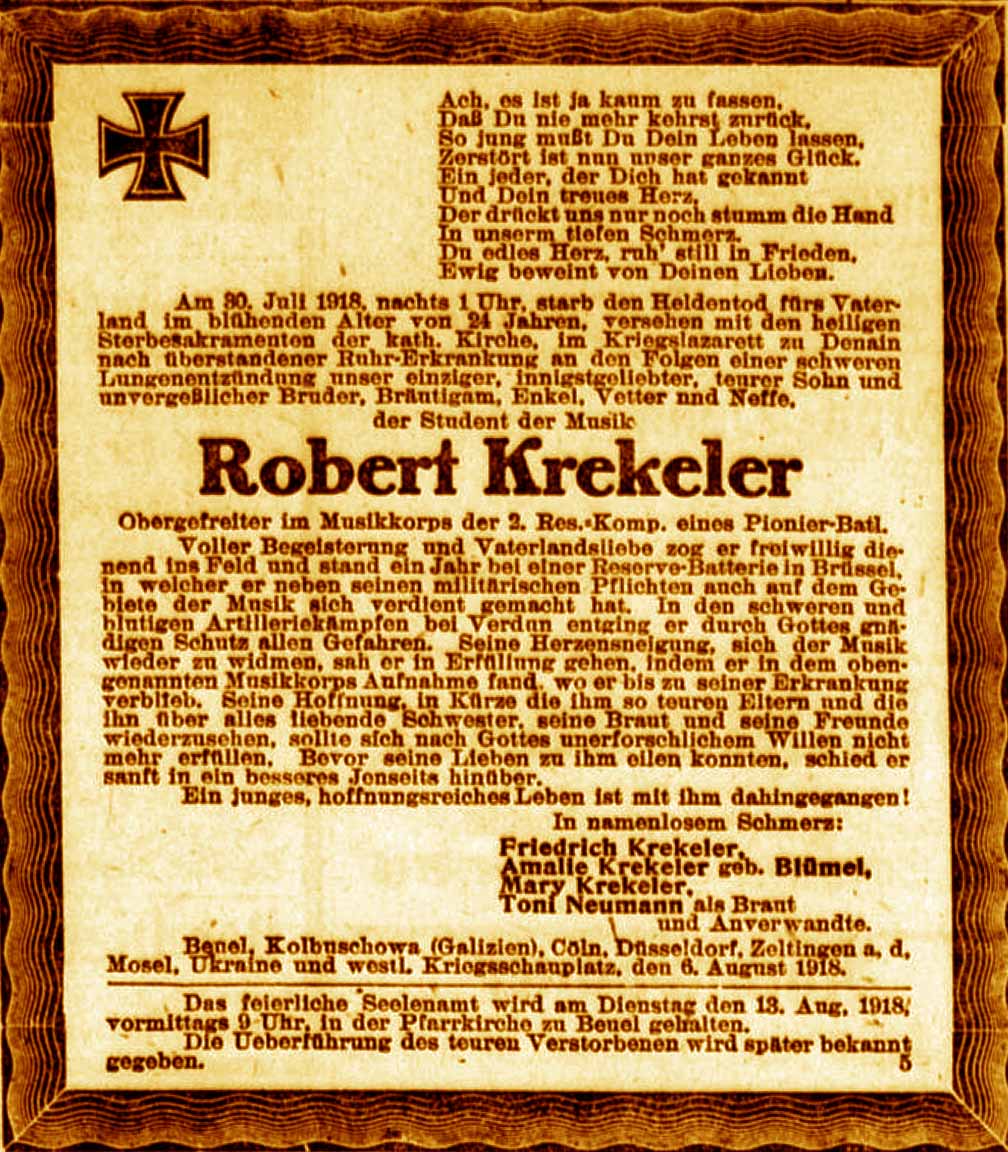 Ach, es ist ja kaum zu fassen,
Daß Du nie mehr kehrst zurück,
So jung mußt Du Dein Leben lassen,
Zerstört ist nun unser ganzes Glück.
Ein jeder, der Dich hat gekannt
Und Dein treues Herz,
Der drückt uns nur noch stumm die Hand
In unserm tiefen Schmerz.
Du edles Herz, ruh' still in Frieden,
Ewig beweint von Deinen Lieben.
Am 30. Juli 1918, nachts 1 Uhr, starb den Heldentod fürs Vater-
land im blühenden Alter von 24 Jahren, versehen mit den heiligen
Sterbesakramenten der kath. Kirche, im Kriegslazarett zu Denain
nach überstandener Ruhr-Erkrankung an den Folgen einer schweren
Lungenentzündung unser einziger, innigstgeliebter, teurer Sohn und
unvergeßlicher Bruder, Bräutigam, Enkel, Vetter nnd Neffe,
der Student der Musik
Robert Krekeler
Obergefreiter im Musikkorps der 2. Res.-Komp. eines Pionier-Batl.
Voller Begeisterung und Vaterlandsliebe zog er freiwillig die-
nend ins Feld und stand ein Jahr bei einer Reserve-Batterie in Brüssel,
in welcher er neben seinen militärischen Pflichten auch auf dem Ge-
biete der Musik sich verdient gemacht hat. In den schweren und
blutigen Artilleriekämpfen bei Verdun entging er durch Gottes gnä-
digen Schutz allen Gefahren. Seine Herzensneigung, sich der Musik
wieder zu widmen, sah er in Erfüllung gehen, indem er in dem oben-
genannten Musikkorps Aufnahme fand, wo er bis zu seiner Erkrankung
verblieb. Seine Hoffnung, in Kürze die ihm so teuren Eltern und die
ihn über alles liebende Schwester, seine Braut und seine Freunde
wiederzusehen, sollte sich nach Gottes unerforschlichem Willen nicht
mehr erfüllen. Bevor seine Lieben zu ihm eilen konnten, schied er
sanft in ein besseres Jenseits hinüber.
Ein junges, hoffnungsreiches Leben ist mit ihm dahingegangen!
In namenlosem Schmerz:
Friedrich Krekeler,
Amalie Krekeler geb. Blümel,
Mary Krekeler,
Toni Neumann als Braut
und Anverwandte.
Beuel, Kolbuschowa (Galizien), Cöln, Düsseldorf, Zeltingen a. d.
Mosel, Ukraine und westl. Kriegsschauplatz, den 6. August 1918.
Das feierliche Seelenamt wird am Dienstag den 13. Aug. 1918,
vormittags 9 Uhr, in der Pfarrkirche zu Beuel gehalten.
Die Ueberführung des teuren Verstorbenen wird später bekannt
gegeben. 5